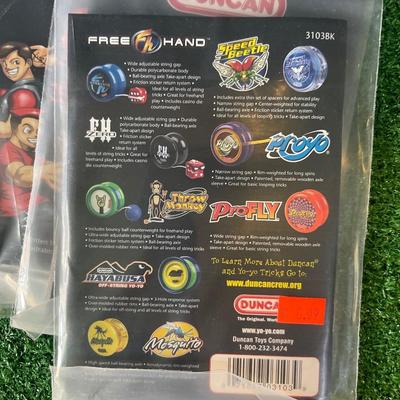 DUNCAN
FREE HAND
FH
3103BK
• Wide adjustable string gap
• Durable polycarbonate body
• Ball-bearing axle • Take-apart design
• Friction sticker return system
• Ideal for all levels of string tricks • Great for
freehand play • Includes
casino die
counterweight
SPEED BEETLE
• Includes extra thin set of spacers for advanced play
• Narrow string gap • Center-weighted for stability
• Ball-bearing axle • Take-apart design
• Friction sticker return system
• Ideal for all levels of looping tricks
FH ZERO
• Wide adjustable string gap • Durable
polycarbonate body • Ball-bearing axle
Take-apart design
• Friction sticker
return system
• Ideal for all
levels of string
tricks • Great for
freehand play • Includes
casino die counterweight
PROYO
• Narrow string gap • Rim-weighted for long spins
• Take-apart design • Patented, removable wooden axle
sleeve • Great for basic looping tricks
THROW MONKEY
• Includes bouncy ball counterweight for freehand play
• Ultra-wide adjustable string gap • Take-apart design
• Friction sticker return system • Ball-bearing axle
• Over-molded rubber rims • Ideal for all levels of string tricks
PROFLY
• Wide string gap • Rim-weighted for long spins
• Take-apart design
• Patented, removable wooden axle
sleeve • Great for basic string tricks
HAYABUSA
OFF-STRING YO-YO
• Ultra-wide adjustable string gap • 3-Hole response system
• Take-apart design • Ball-bearing axle • Over-molded rubber
rims • Ideal for off-string and all levels of string tricks
To Learn More About Duncan®
and Yo-yo Tricks Go to:
www.duncancrew.org
DUNCAN
The Original.
www.yo-yo.com
Duncan Toys Company
1-800-232-3474
Mosquito
• High speed ball bearing axle